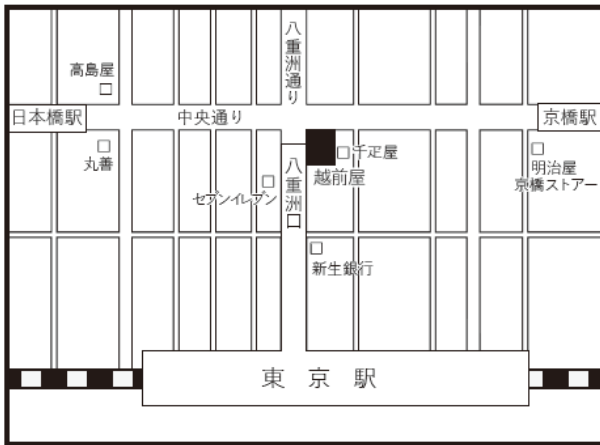 八重洲通り
高島屋
日本橋駅
中央通り
京橋駅
丸善
千疋屋
越前屋
明治屋
京橋ストアー
セブンイレブン
八重洲口
新生銀行
東京駅